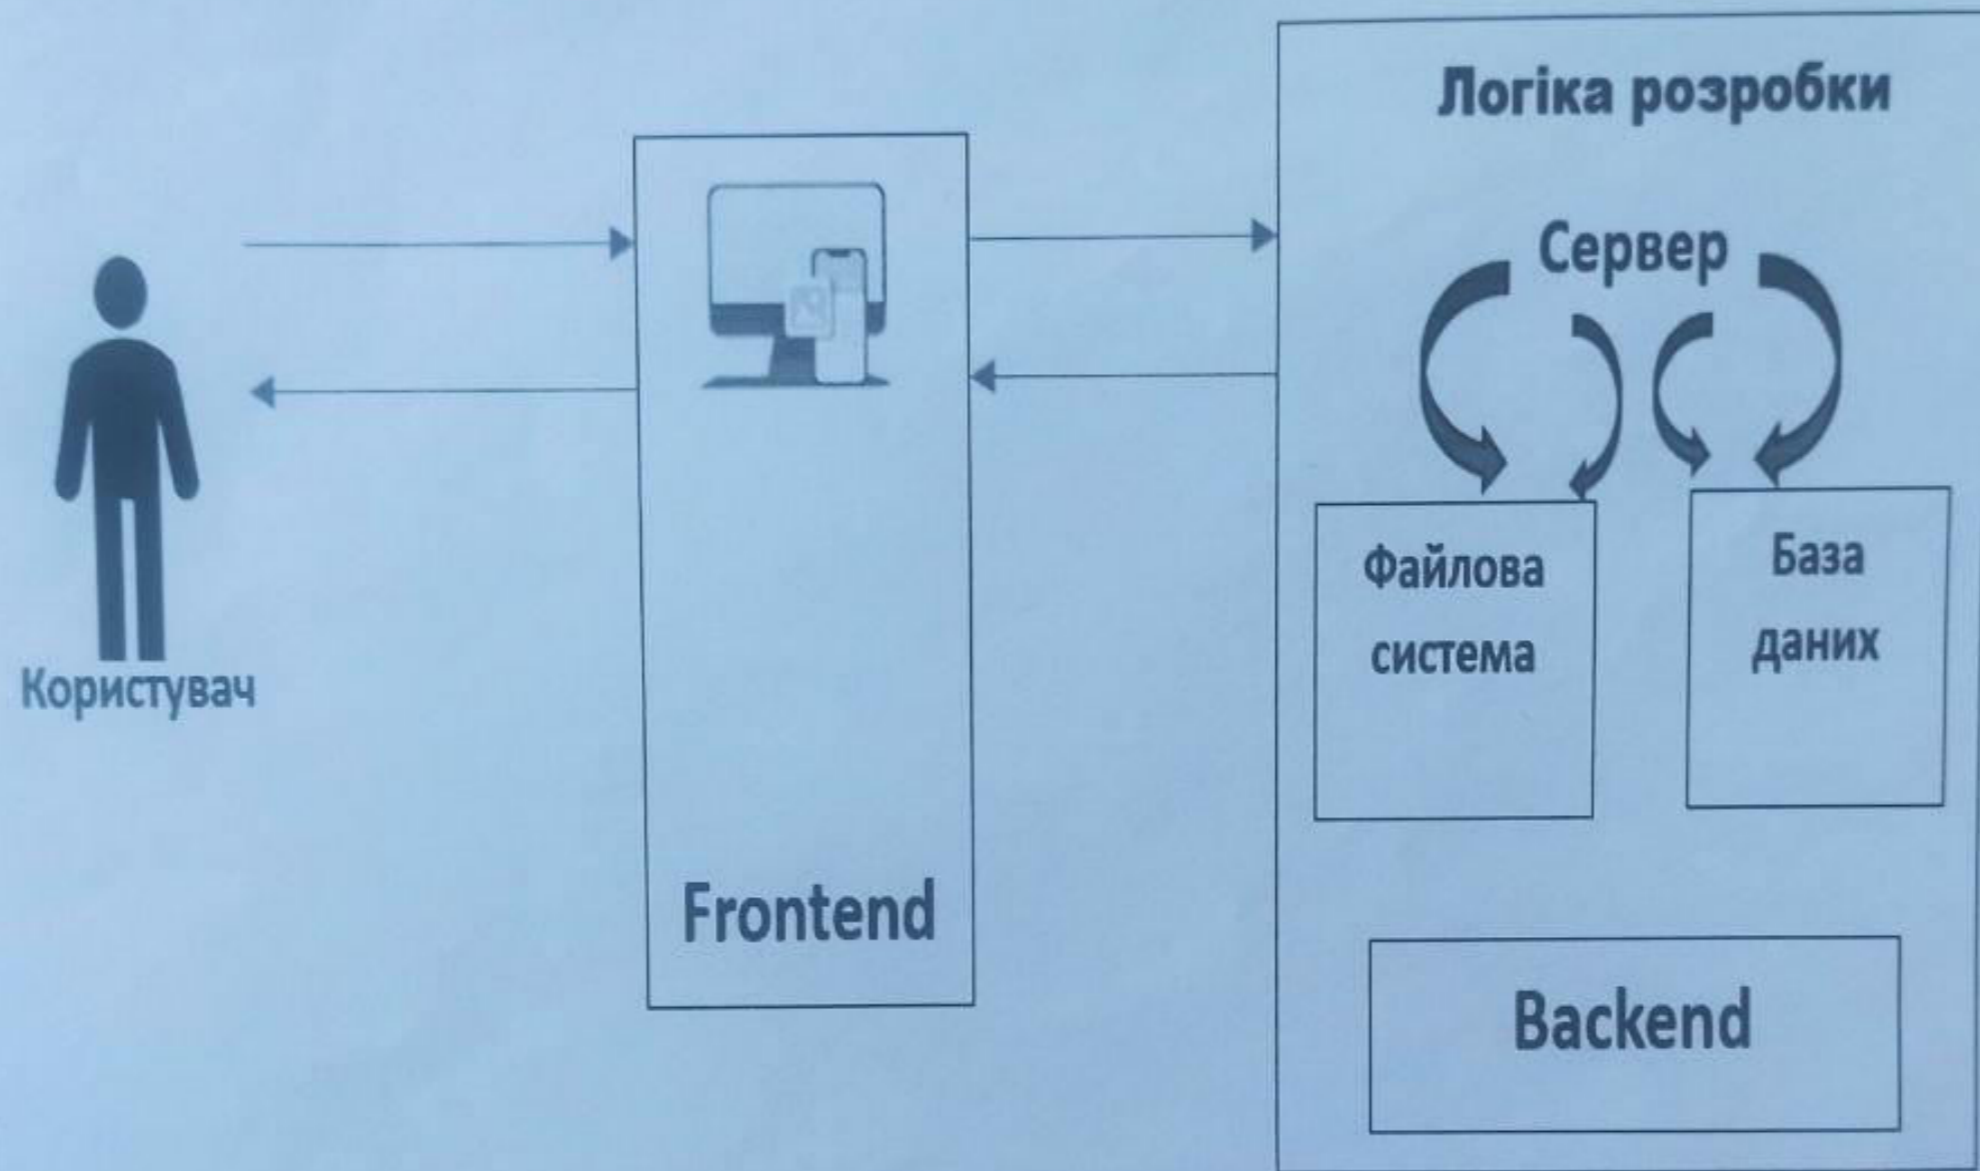 Логіка розробки
Сервер
Файлова
система
База
даних
Користувач
Frontend
Backend